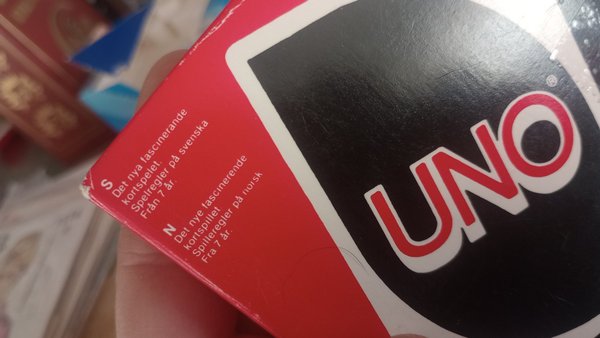 S
Det nya fascinerande
kortspelet.
Spelregler på svenska
Från 7 år.
N
Det nye fascinerende
kortspillet.
Spilleregler på norsk
Fra 7 år.
UNO®